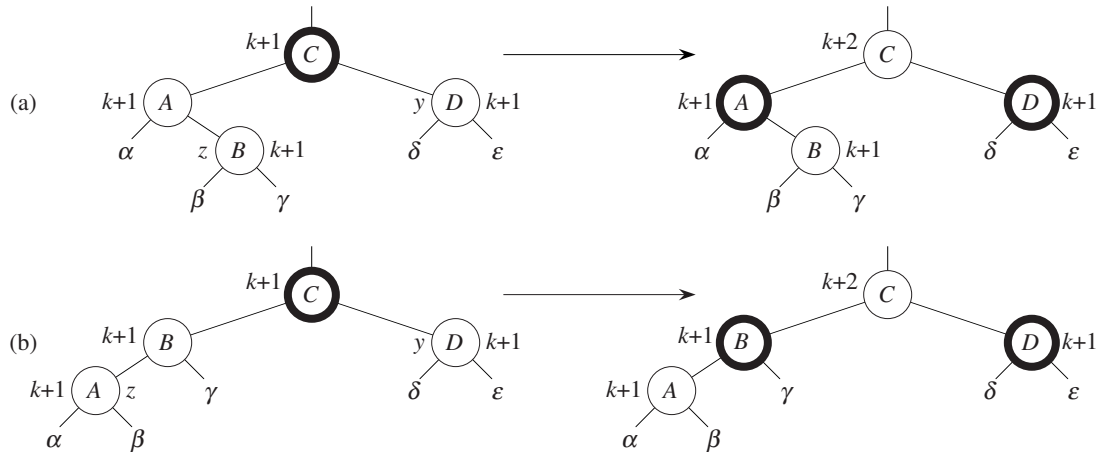 k+1 C k+2 C
(a) k+1 A y D k+1 k+1 A D k+1
α z B k+1 δ ε α B k+1 δ ε
β γ β γ
k+1 C k+2 C
(b) k+1 B y D k+1 k+1 B D k+1
k+1 A z γ δ ε k+1 A γ δ ε
α β α β